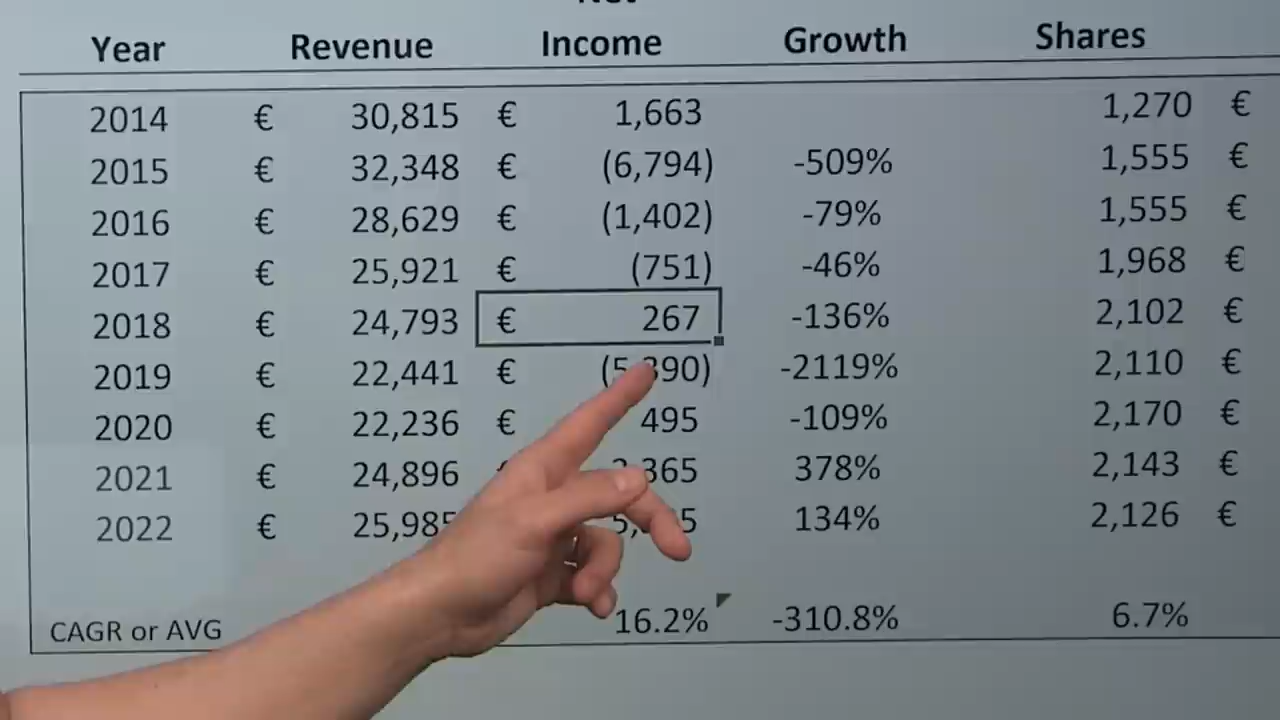 Net
Year Revenue Income Growth Shares
2014 € 30,815 € 1,663 1,270 €
2015 € 32,348 € (6,794) -509% 1,555 €
2016 € 28,629 € (1,402) -79% 1,555 €
2017 € 25,921 € (751) -46% 1,968 €
2018 € 24,793 € 267 -136% 2,102 €
2019 € 22,441 € -2119% 2,110 €
2020 € 22,236 € 495 -109% 2,170 €
2021 € 24,896 378% 2,143 €
2022 € 25,985 134% 2,126 €
CAGR or AVG 16.2% -310.8% 6.7%